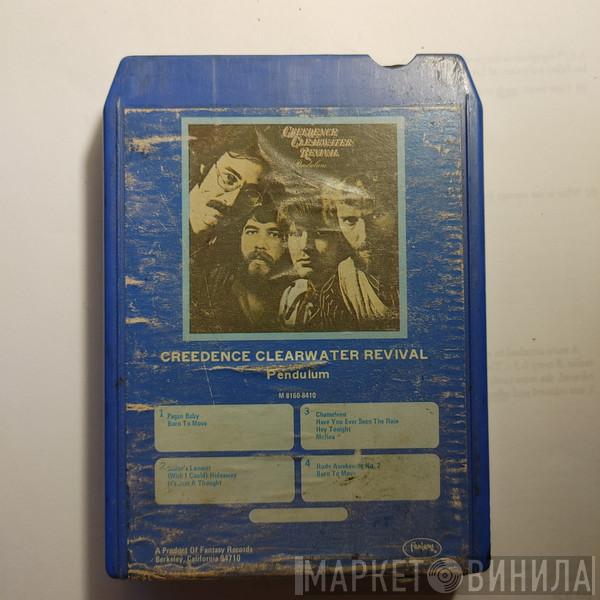 CREEDENCE
CLEARWATER
REVIVAL
Pendulum
CREEDENCE CLEARWATER REVIVAL
Pendulum
M 8160-8410
1 Pagan Baby
Born To Move
3 Chameleon
Have You Ever Seen The Rain
Hey Tonight
Molina
2 Sailor's Lament
(Wish I Could) Hideaway
It's Just A Thought
4 Rude Awakening No. 2
Born To Move
A Product Of Fantasy Records
Berkeley, California 94710
Fantasy
МАРКЕТ ВИНИЛА